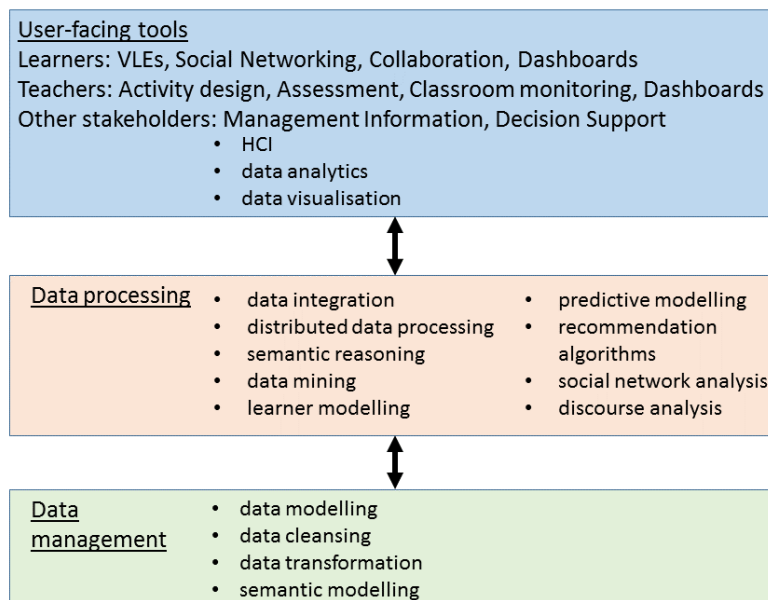 User-facing tools
Learners: VLEs, Social Networking, Collaboration, Dashboards
Teachers: Activity design, Assessment, Classroom monitoring, Dashboards
Other stakeholders: Management Information, Decision Support
• HCI
• data analytics
• data visualisation
Data processing
• data integration
• distributed data processing
• semantic reasoning
• data mining
• learner modelling
• predictive modelling
• recommendation
algorithms
• social network analysis
• discourse analysis
Data
management
• data modelling
• data cleansing
• data transformation
• semantic modelling